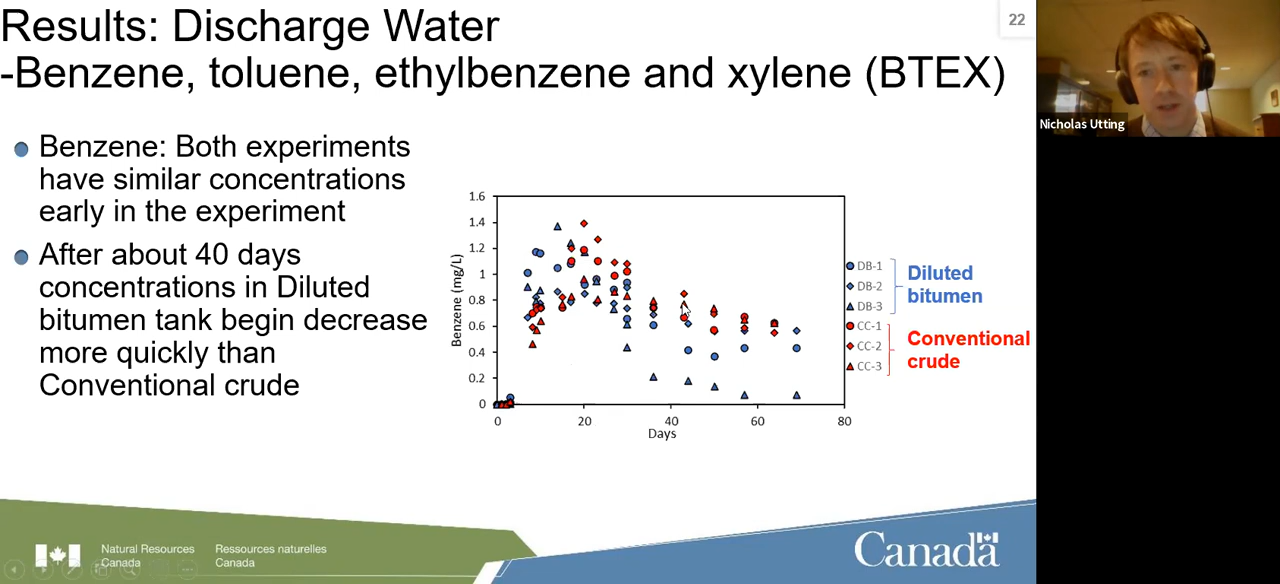 Results: Discharge Water
-Benzene, toluene, ethylbenzene and xylene (BTEX)
22
Nicholas Utting
Benzene: Both experiments
have similar concentrations
early in the experiment
After about 40 days
concentrations in Diluted
bitumen tank begin decrease
more quickly than
Conventional crude
Benzene (mg/L)
1.6
1.4
1.2
1
0.8
0.6
0.4
0.2
0
0 20 40 60 80
Days
DB-1
DB-2
DB-3
CC-1
CC-2
CC-3
Diluted
bitumen
Conventional
crude
Natural Resources
Canada
Ressources naturelles
Canada
Canada